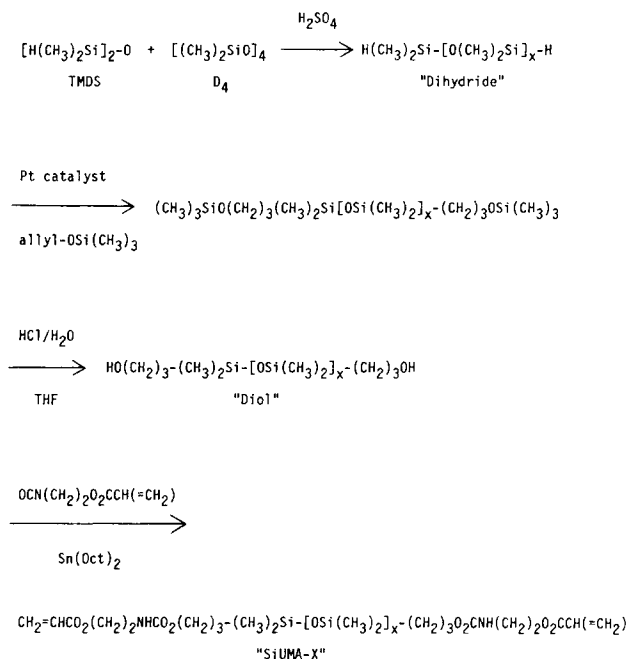 H2SO4
[H(CH3)2Si]2-O + [(CH3)2SiO]4 H(CH3)2Si-[O(CH3)2Si]x-H
TMDS D4 "Dihydride"
Pt catalyst
(CH3)3SiO(CH2)3(CH3)2Si[OSi(CH3)2]x-(CH2)3OSi(CH3)3
allyl-OSi(CH3)3
HCl/H2O
HO(CH2)3-(CH3)2Si-[OSi(CH3)2]x-(CH2)3OH
THF "Diol"
OCN(CH2)2O2CCH(=CH2)
Sn(Oct)2
CH2=CHCO2(CH2)2NHCO2(CH2)3-(CH3)2Si-[OSi(CH3)2]x-(CH2)3O2CNH(CH2)2O2CCH(=CH2)
"SiUMA-X"